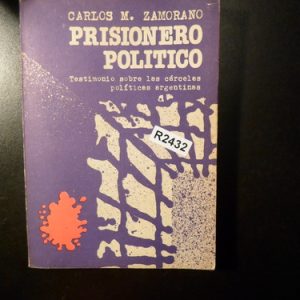 CARLOS M. ZAMORANO
PRISIONERO
POLITICO
Testimonio sobre las cárceles
políticas argentinas
R2432